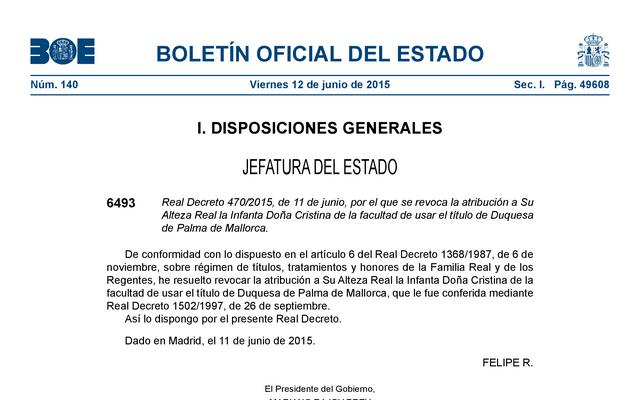 BOE
BOLETÍN OFICIAL DEL ESTADO
Núm. 140 Viernes 12 de junio de 2015 Sec. I. Pág. 49608
I. DISPOSICIONES GENERALES
JEFATURA DEL ESTADO
6493 Real Decreto 470/2015, de 11 de junio, por el que se revoca la atribución a Su
Alteza Real la Infanta Doña Cristina de la facultad de usar el título de Duquesa
de Palma de Mallorca.
De conformidad con lo dispuesto en el artículo 6 del Real Decreto 1368/1987, de 6 de
noviembre, sobre régimen de títulos, tratamientos y honores de la Familia Real y de los
Regentes, he resuelto revocar la atribución a Su Alteza Real la Infanta Doña Cristina de la
facultad de usar el título de Duquesa de Palma de Mallorca, que le fue conferida mediante
Real Decreto 1502/1997, de 26 de septiembre.
Así lo dispongo por el presente Real Decreto.
Dado en Madrid, el 11 de junio de 2015.
FELIPE R.
El Presidente del Gobierno,